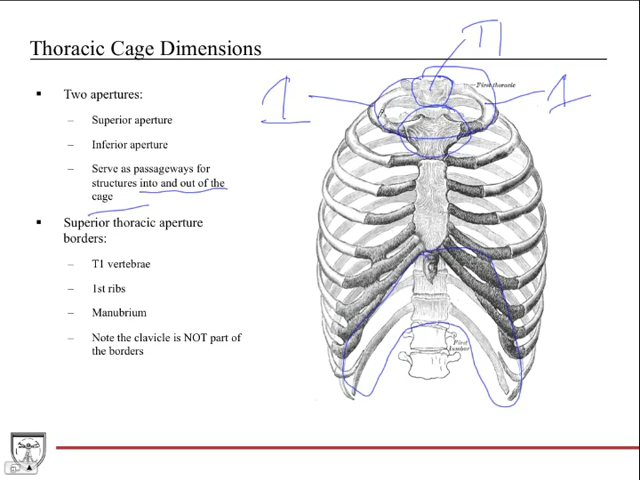 Thoracic Cage Dimensions
T1
First thoracic
1
1
▪ Two apertures:
– Superior aperture
– Inferior aperture
– Serve as passageways for
structures into and out of the
cage
▪ Superior thoracic aperture
borders:
– T1 vertebrae
– 1st ribs
– Manubrium
– Note the clavicle is NOT part of
the borders
First
lumbar